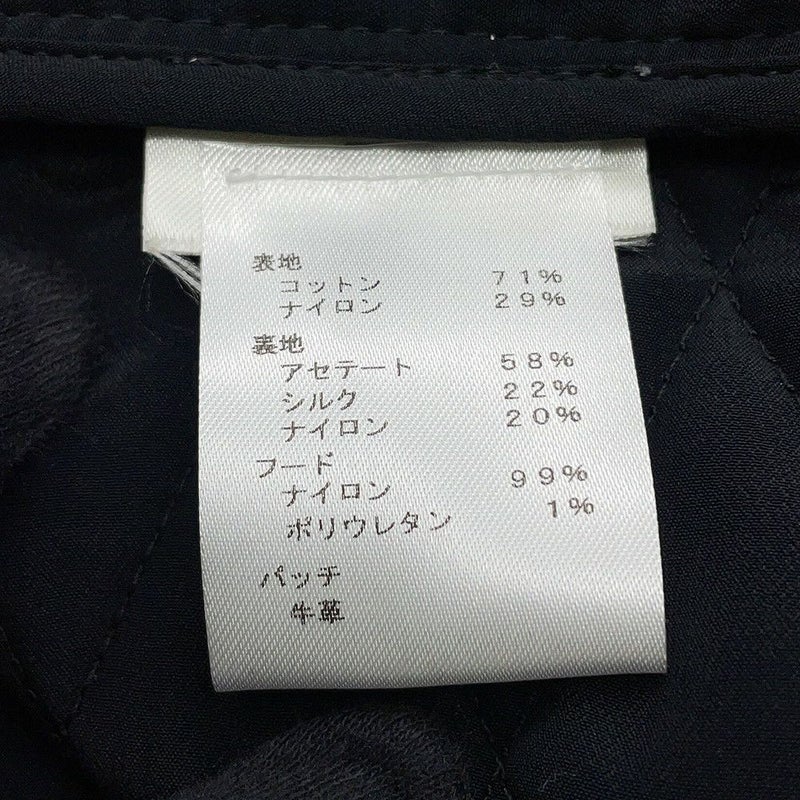 表地
コットン 71%
ナイロン 29%
裏地
アセテート 58%
シルク 22%
ナイロン 20%
フード
ナイロン 99%
ポリウレタン 1%
パッチ
牛革